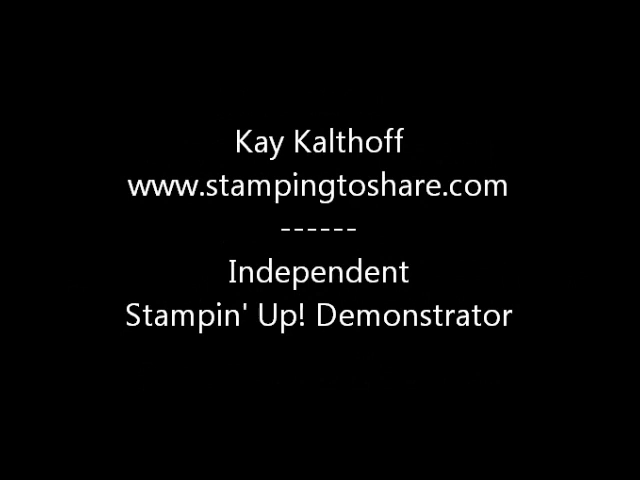 Kay Kalthoff
www.stampingtoshare.com
------
Independent
Stampin' Up! Demonstrator